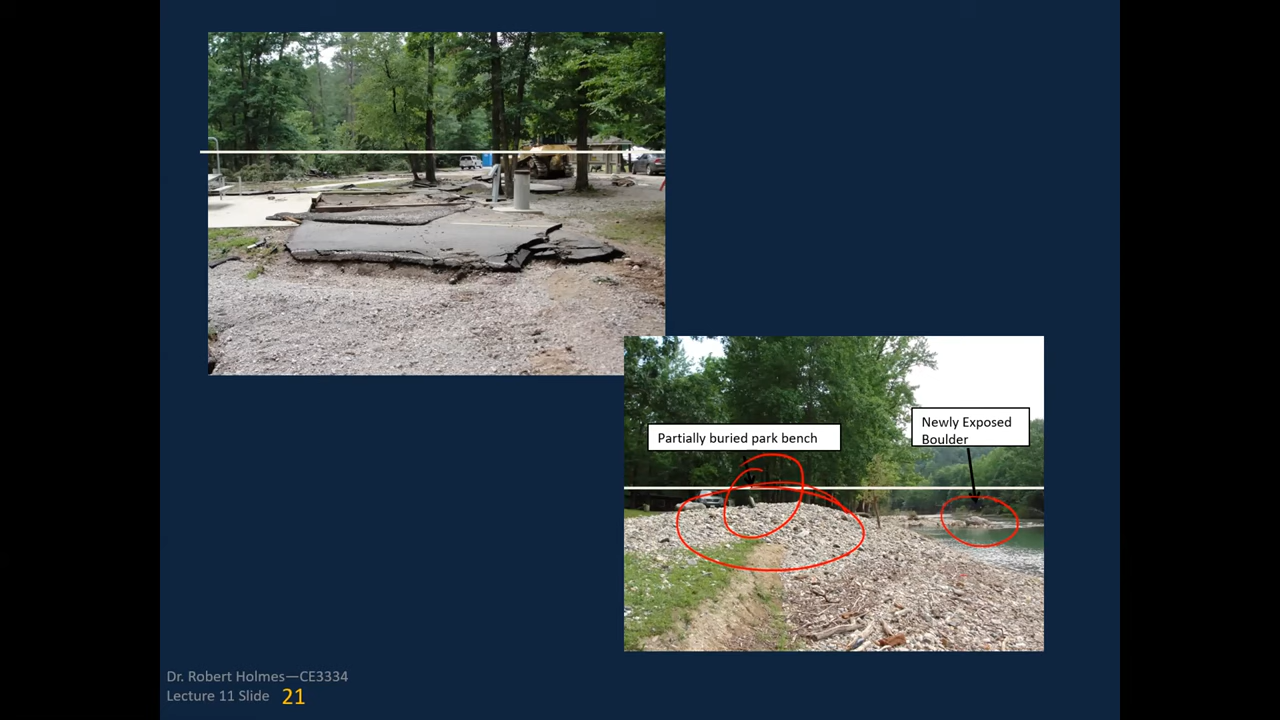 Partially buried park bench
Newly Exposed
Boulder
Dr. Robert Holmes—CE3334
Lecture 11 Slide 21